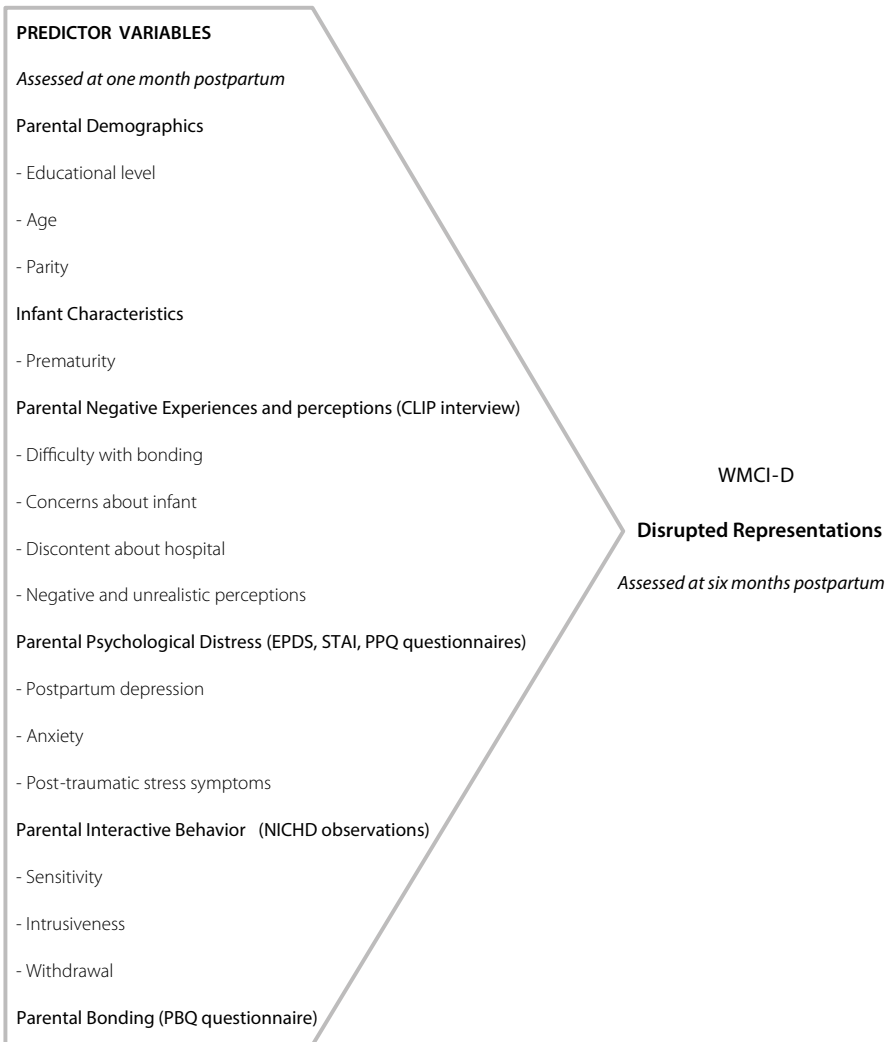 PREDICTOR VARIABLES
Assessed at one month postpartum
Parental Demographics
- Educational level
- Age
- Parity
Infant Characteristics
- Prematurity
Parental Negative Experiences and perceptions (CLIP interview)
- Difficulty with bonding
- Concerns about infant
- Discontent about hospital
- Negative and unrealistic perceptions
Parental Psychological Distress (EPDS, STAI, PPQ questionnaires)
- Postpartum depression
- Anxiety
- Post-traumatic stress symptoms
Parental Interactive Behavior (NICHD observations)
- Sensitivity
- Intrusiveness
- Withdrawal
Parental Bonding (PBQ questionnaire)
WMCI-D
Disrupted Representations
Assessed at six months postpartum